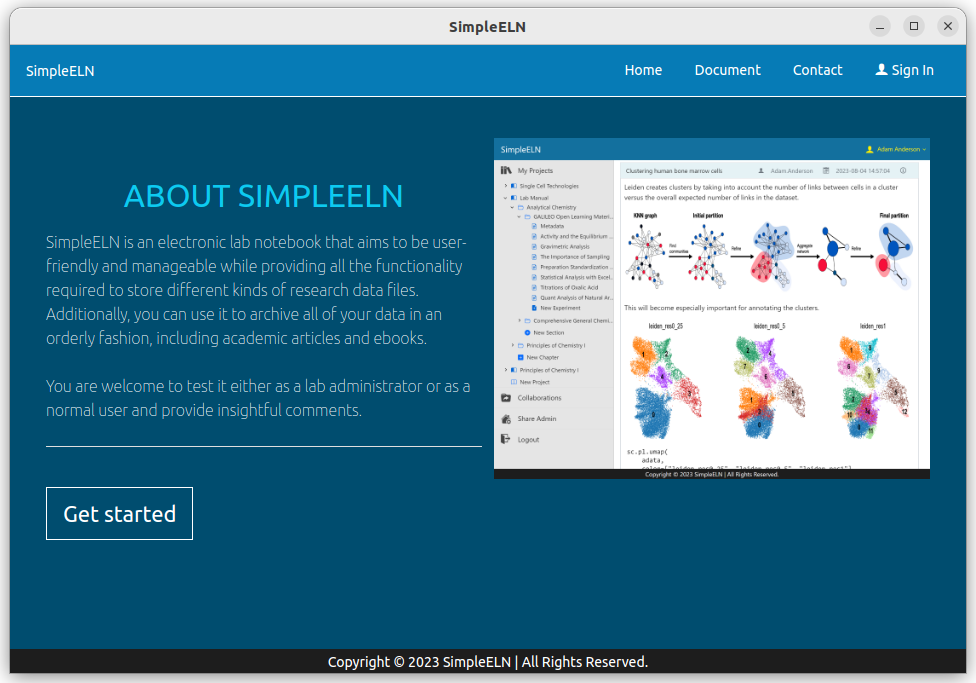 SimpleELN
SimpleELN
Home Document Contact Sign In
ABOUT SIMPLEELN
SimpleELN is an electronic lab notebook that aims to be user-
friendly and manageable while providing all the functionality
required to store different kinds of research data files.
Additionally, you can use it to archive all of your data in an
orderly fashion, including academic articles and ebooks.
You are welcome to test it either as a lab administrator or as a
normal user and provide insightful comments.
Get started
SimpleELN
Adam Anderson
My Projects
Single Cell Technologies
Lab Manual
Analytical Chemistry
GALILEO Open Learning Materi...
Metadata
Activity and the Equilibrium ...
Gravimetric Analysis
The Importance of Sampling
Preparation Standardization ...
Statistical Analysis with Excel...
Titrations of Oxalic Acid
Quant Analysis of Natural Ar...
New Experiment
Comprehensive General Chemi...
New Section
Principles of Chemistry I
New Chapter
Principles of Chemistry I
New Project
Collaborations
Share Admin
Logout
Clustering human bone marrow cells
Adam Anderson
2023-08-04 14:57:04
Leiden creates clusters by taking into account the number of links between cells in a cluster
versus the overall expected number of links in the dataset.
KNN graph
Initial partition
Final partition
Find
communities
Refine
Aggregate
network
Refine
This will become especially important for annotating the clusters.
leiden_res0_25
leiden_res0_5
leiden_res1
sc.pl.umap(
adata,
Copyright © 2023 SimpleELN | All Rights Reserved.
Copyright © 2023 SimpleELN | All Rights Reserved.